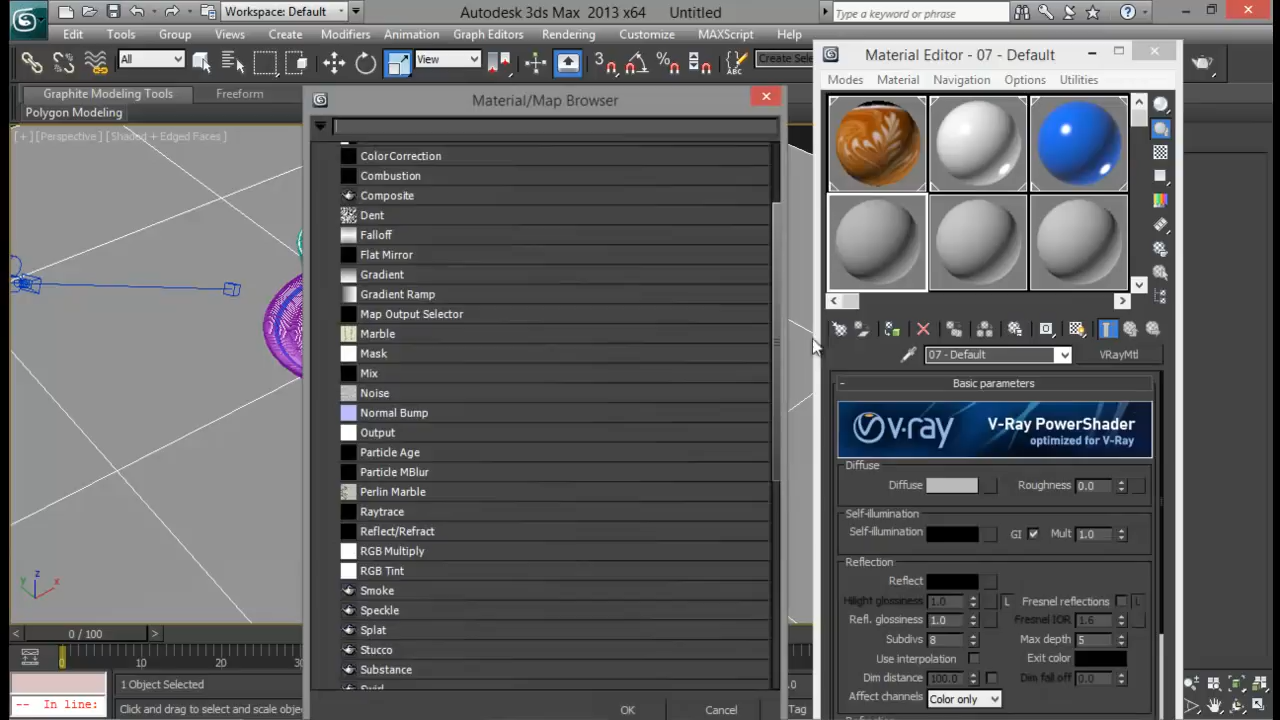 Workspace: Default
Autodesk 3ds Max 2013 x64 Untitled
Type a keyword or phrase
Edit Tools Group Views Create Modifiers Animation Graph Editors Rendering Customize MAXScript Help
All
View
Create Sel
Graphite Modeling Tools Freeform
Polygon Modeling
[ + ] [Perspective ] [Shaded + Edged Faces ]
Material/Map Browser
ColorCorrection
Combustion
Composite
Dent
Falloff
Flat Mirror
Gradient
Gradient Ramp
Map Output Selector
Marble
Mask
Mix
Noise
Normal Bump
Output
Particle Age
Particle MBlur
Perlin Marble
Raytrace
Reflect/Refract
RGB Multiply
RGB Tint
Smoke
Speckle
Splat
Stucco
Substance
OK Cancel
Material Editor - 07 - Default
Modes Material Navigation Options Utilities
07 - Default VRayMtl
- Basic parameters
v-ray V-Ray PowerShader
optimized for V-Ray
Diffuse
Diffuse Roughness 0.0
Self-illumination
Self-illumination GI Mult 1.0
Reflection
Reflect
Hilight glossiness 1.0 L Fresnel reflections L
Refl. glossiness 1.0 Fresnel IOR 1.6
Subdivs 8 Max depth 5
Use interpolation Exit color
Dim distance 100.0 Dim fall off 0.0
Affect channels Color only
z
y x
< 0 / 100 >
0 10 20
1 Object Selected
-- In line:
Click and drag to select and scale objec
Tag